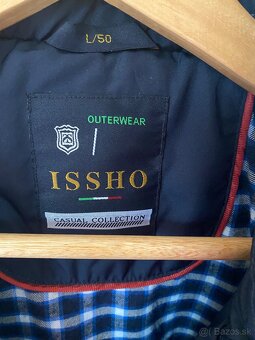 L/50
OUTERWEAR
ISSHO
CASUAL COLLECTION
bazos.sk